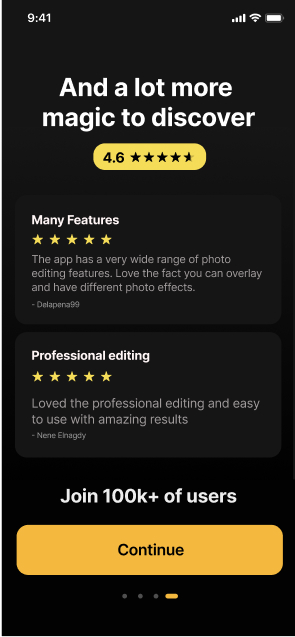 9:41
And a lot more
magic to discover
4.6
Many Features
The app has a very wide range of photo
editing features. Love the fact you can overlay
and have different photo effects.
- Delapena99
Professional editing
Loved the professional editing and easy
to use with amazing results
- Nene Elnagdy
Join 100k+ of users
Continue